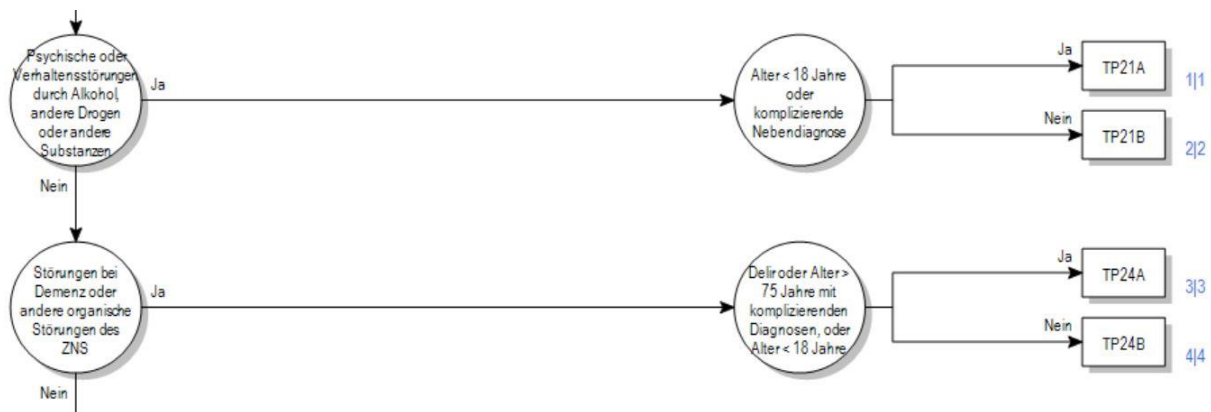 Psychische oder
Verhaltensstörungen
durch Alkohol,
andere Drogen
oder andere
Substanzen
Ja
Alter < 18 Jahre
oder
komplizierende
Nebendiagnose
Ja
TP21A
1|1
Nein
TP21B
2|2
Nein
Störungen bei
Demenz oder
andere organische
Störungen des
ZNS
Ja
Delir oder Alter >
75 Jahre mit
komplizierenden
Diagnosen, oder
Alter < 18 Jahre
Ja
TP24A
3|3
Nein
TP24B
4|4
Nein